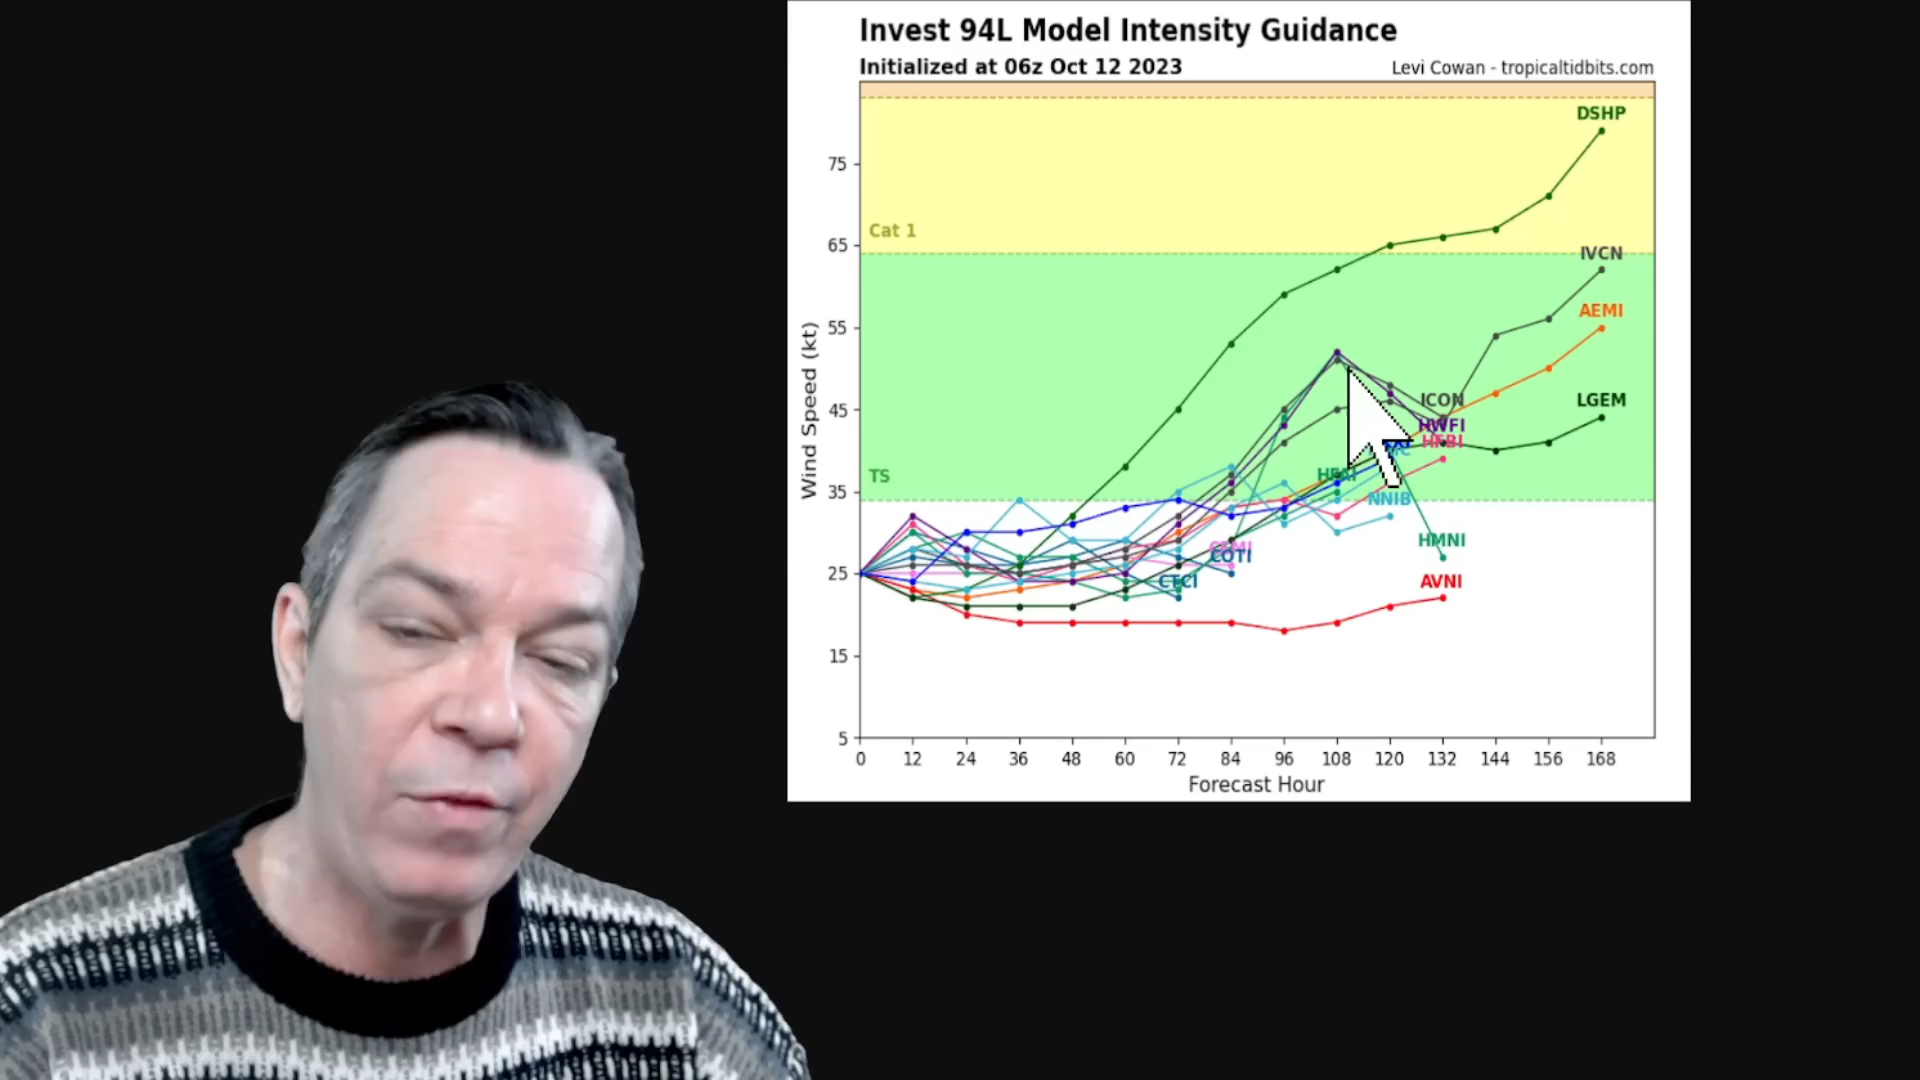 Invest 94L Model Intensity Guidance
Initialized at 06z Oct 12 2023
Levi Cowan - tropicaltidbits.com
DSHP
75
Cat 1
65
IVCN
AEMI
55
Wind Speed (kt)
ICON
LGEM
45
HWFI
HFBI
TS
HFAI
35
NNIB
HMNI
COTI
25
CTCI
AVNI
15
5
0 12 24 36 48 60 72 84 96 108 120 132 144 156 168
Forecast Hour